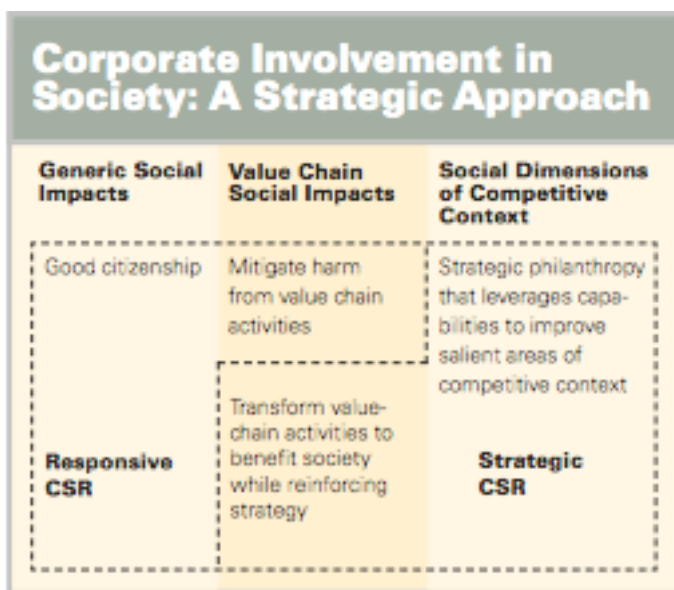 Corporate Involvement in
Society: A Strategic Approach
Generic Social
Impacts
Value Chain
Social Impacts
Social Dimensions
of Competitive
Context
Good citizenship
Mitigate harm
from value chain
activities
Strategic philanthropy
that leverages capa-
bilities to improve
salient areas of
competitive context
Transform value-
chain activities to
benefit society
while reinforcing
strategy
Responsive
CSR
Strategic
CSR